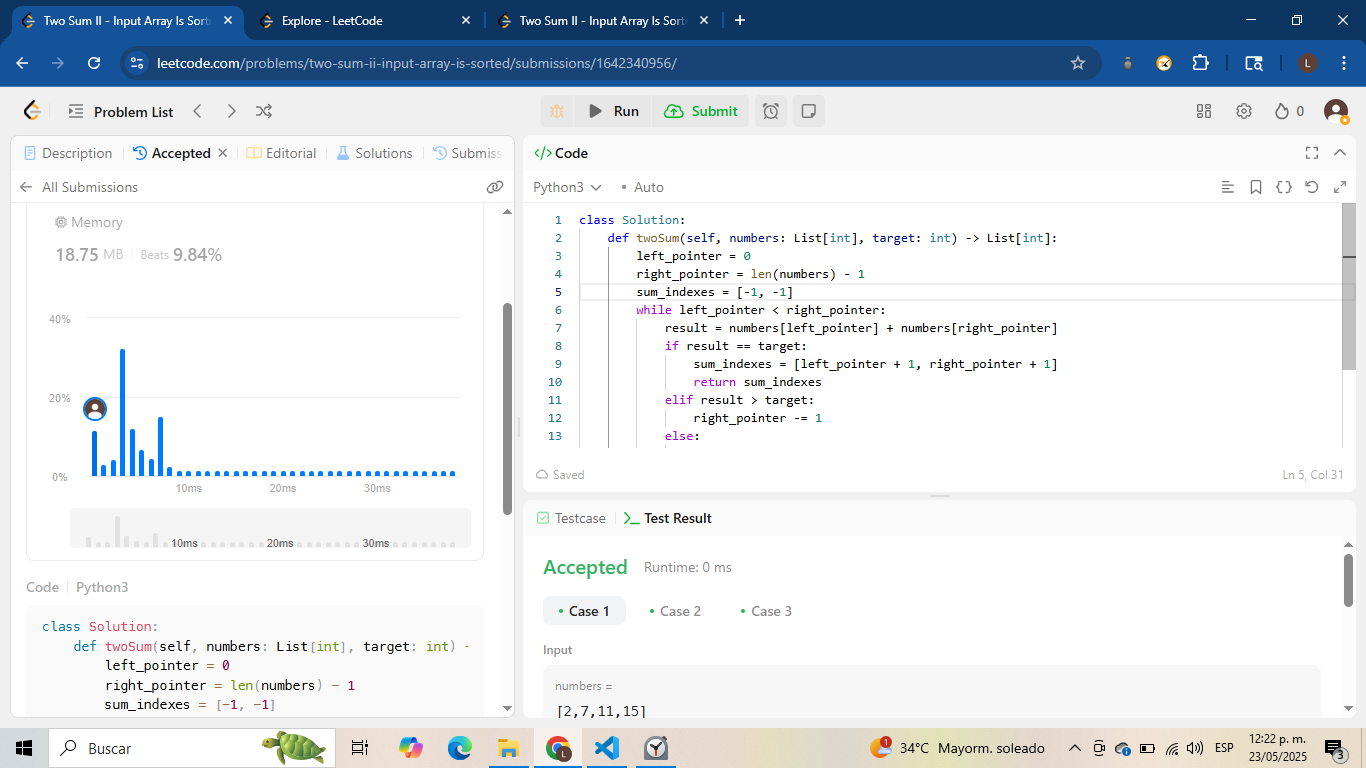 Two Sum II - Input Array Is Sort
Explore - LeetCode
Two Sum II - Input Array Is Sort
leetcode.com/problems/two-sum-ii-input-array-is-sorted/submissions/1642340956/
L
Problem List
Run
Submit
0
Description
Accepted
Editorial
Solutions
Submiss
All Submissions
Memory
18.75 MB
Beats 9.84%
40%
20%
0%
10ms
20ms
30ms
10ms
20ms
30ms
Code
Python3
class Solution:
def twoSum(self, numbers: List[int], target: int) -
left_pointer = 0
right_pointer = len(numbers) - 1
sum_indexes = [-1, -1]
</> Code
Python3
• Auto
1 class Solution:
2 def twoSum(self, numbers: List[int], target: int) -> List[int]:
3 left_pointer = 0
4 right_pointer = len(numbers) - 1
5 sum_indexes = [-1, -1]
6 while left_pointer < right_pointer:
7 result = numbers[left_pointer] + numbers[right_pointer]
8 if result == target:
9 sum_indexes = [left_pointer + 1, right_pointer + 1]
10 return sum_indexes
11 elif result > target:
12 right_pointer -= 1
13 else:
Saved
Ln 5, Col 31
Testcase
>_ Test Result
Accepted
Runtime: 0 ms
• Case 1
• Case 2
• Case 3
Input
numbers =
[2,7,11,15]
Buscar
L
1
34°C Mayorm. soleado
ESP
12:22 p. m.
23/05/2025
3